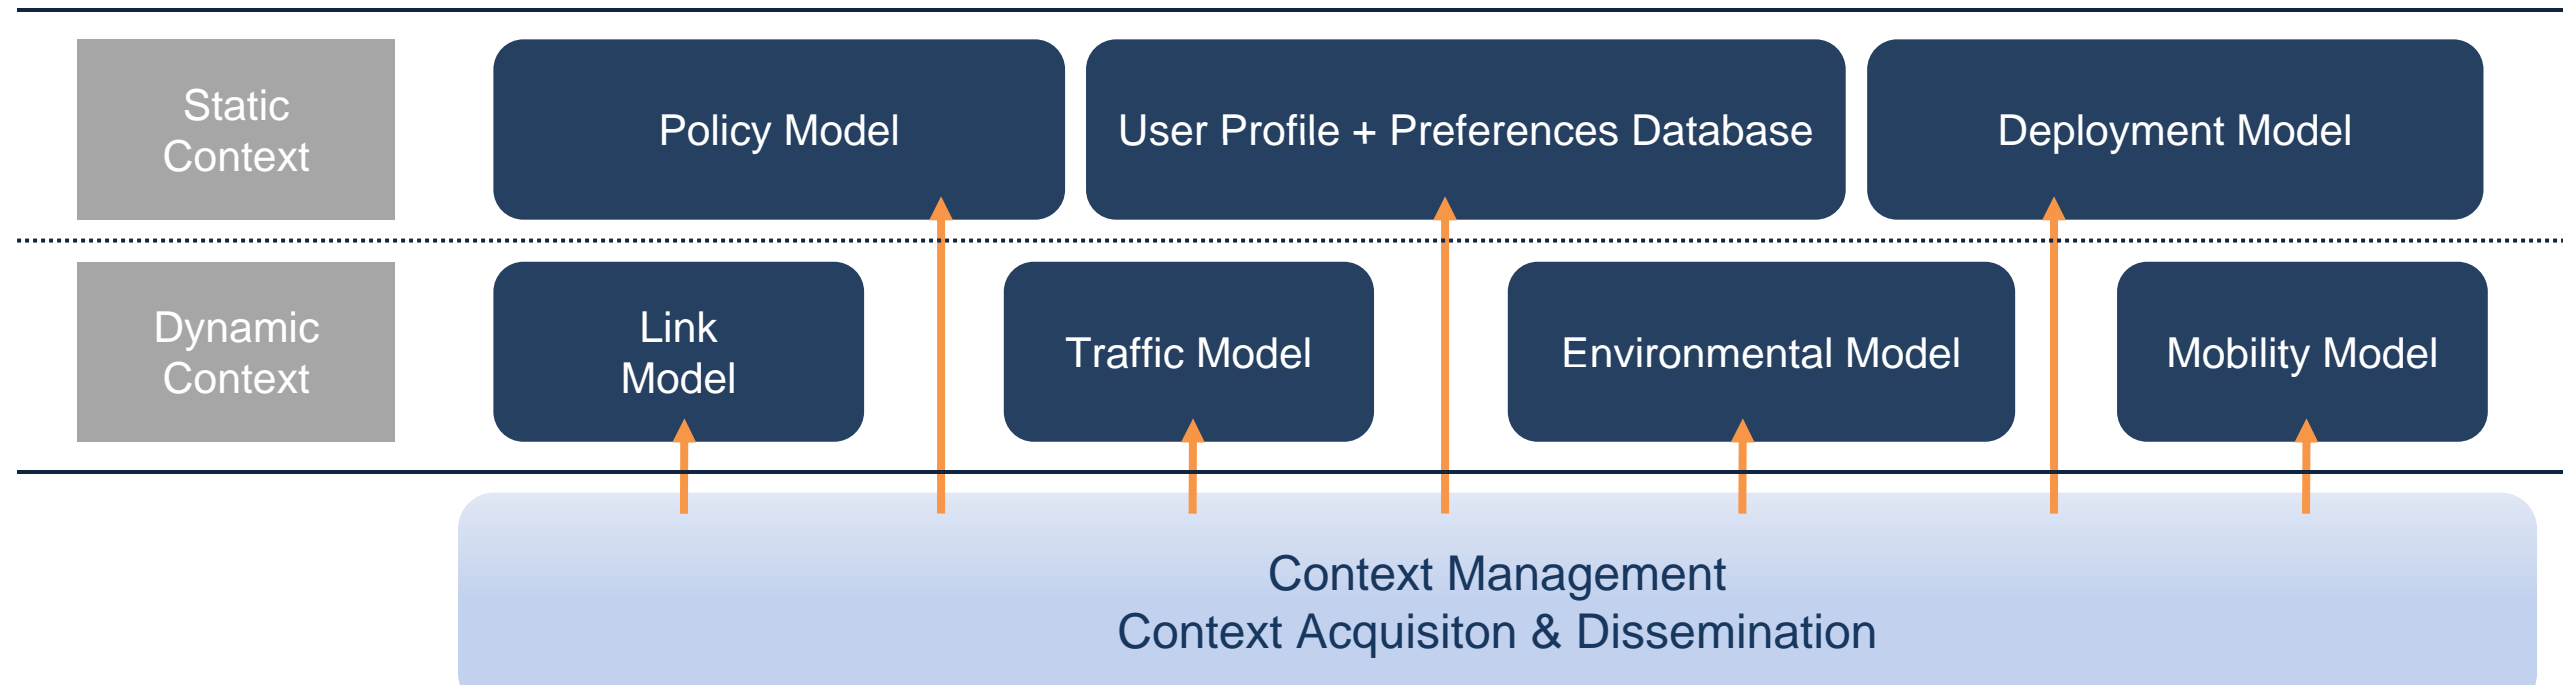 Static
Context
Policy Model
User Profile + Preferences Database
Deployment Model
Dynamic
Context
Link
Model
Traffic Model
Environmental Model
Mobility Model
Context Management
Context Acquisiton & Dissemination